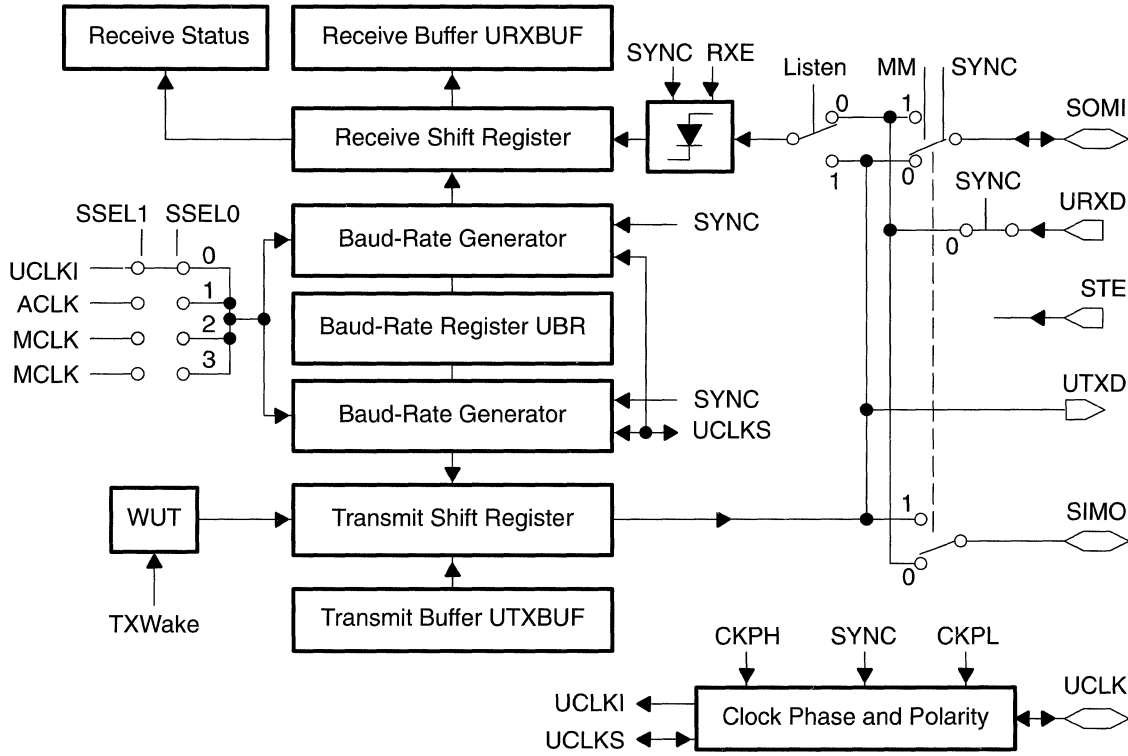 Receive Status
Receive Buffer URXBUF
SYNC RXE
Listen
MM
SYNC
SOMI
0
1
Receive Shift Register
1
0
SYNC
URXD
0
SSEL1 SSEL0
Baud-Rate Generator
SYNC
UCLKI
0
ACLK
1
MCLK
2
MCLK
3
Baud-Rate Register UBR
STE
Baud-Rate Generator
SYNC
UCLKS
UTXD
WUT
Transmit Shift Register
1
SIMO
0
TXWake
Transmit Buffer UTXBUF
CKPH
SYNC
CKPL
UCLK
UCLKI
Clock Phase and Polarity
UCLKS